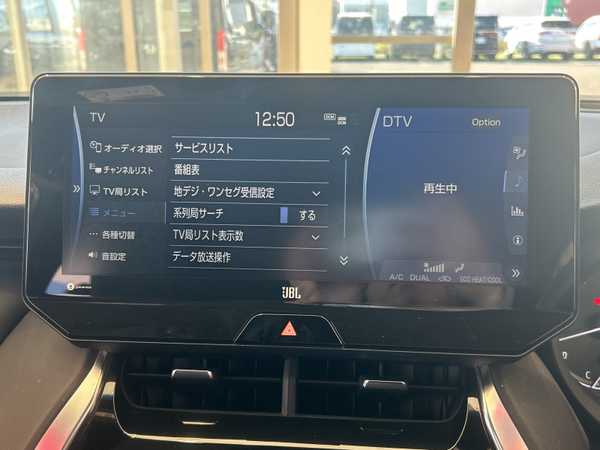 TV
12:50
DCM
DTV
Option
オーディオ選択
チャンネルリスト
TV局リスト
メニュー
各種切替
音設定
サービスリスト
番組表
地デジ・ワンセグ受信設定
系列局サーチ
する
TV局リスト表示数
データ放送操作
再生中
A/C DUAL ECO HEAT/COOL
JBL
C